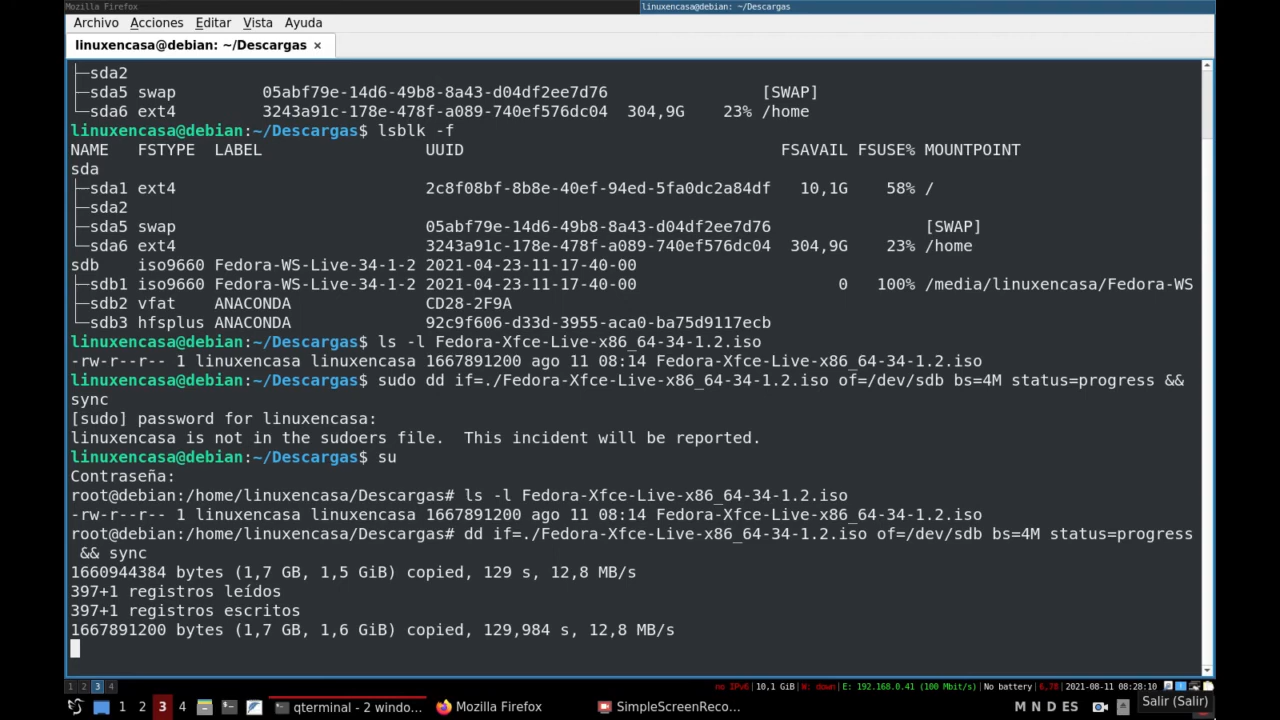 Mozilla Firefox
linuxencasa@debian: ~/Descargas
Archivo Acciones Editar Vista Ayuda
linuxencasa@debian: ~/Descargas ×
├─sda2
├─sda5 swap 05abf79e-14d6-49b8-8a43-d04df2ee7d76 [SWAP]
└─sda6 ext4 3243a91c-178e-478f-a089-740ef576dc04 304,9G 23% /home
linuxencasa@debian:~/Descargas$ lsblk -f
NAME FSTYPE LABEL UUID FSAVAIL FSUSE% MOUNTPOINT
sda
├─sda1 ext4 2c8f08bf-8b8e-40ef-94ed-5fa0dc2a84df 10,1G 58% /
├─sda2
├─sda5 swap 05abf79e-14d6-49b8-8a43-d04df2ee7d76 [SWAP]
└─sda6 ext4 3243a91c-178e-478f-a089-740ef576dc04 304,9G 23% /home
sdb iso9660 Fedora-WS-Live-34-1-2 2021-04-23-11-17-40-00
├─sdb1 iso9660 Fedora-WS-Live-34-1-2 2021-04-23-11-17-40-00 0 100% /media/linuxencasa/Fedora-WS
├─sdb2 vfat ANACONDA CD28-2F9A
└─sdb3 hfsplus ANACONDA 92c9f606-d33d-3955-aca0-ba75d9117ecb
linuxencasa@debian:~/Descargas$ ls -l Fedora-Xfce-Live-x86_64-34-1.2.iso
-rw-r--r-- 1 linuxencasa linuxencasa 1667891200 ago 11 08:14 Fedora-Xfce-Live-x86_64-34-1.2.iso
linuxencasa@debian:~/Descargas$ sudo dd if=./Fedora-Xfce-Live-x86_64-34-1.2.iso of=/dev/sdb bs=4M status=progress &&
sync
[sudo] password for linuxencasa:
linuxencasa is not in the sudoers file.  This incident will be reported.
linuxencasa@debian:~/Descargas$ su
Contraseña:
root@debian:/home/linuxencasa/Descargas# ls -l Fedora-Xfce-Live-x86_64-34-1.2.iso
-rw-r--r-- 1 linuxencasa linuxencasa 1667891200 ago 11 08:14 Fedora-Xfce-Live-x86_64-34-1.2.iso
root@debian:/home/linuxencasa/Descargas# dd if=./Fedora-Xfce-Live-x86_64-34-1.2.iso of=/dev/sdb bs=4M status=progress
&& sync
1660944384 bytes (1,7 GB, 1,5 GiB) copied, 129 s, 12,8 MB/s
397+1 registros leídos
397+1 registros escritos
1667891200 bytes (1,7 GB, 1,6 GiB) copied, 129,984 s, 12,8 MB/s
1 2 3 4 no IPv6|10,1 GiB|W: down|E: 192.168.0.41 (100 Mbit/s)|No battery|6,78|2021-08-11 08:28:10
1 2 3 4 qterminal - 2 windo... Mozilla Firefox SimpleScreenReco... M N D ES Salir (Salir)